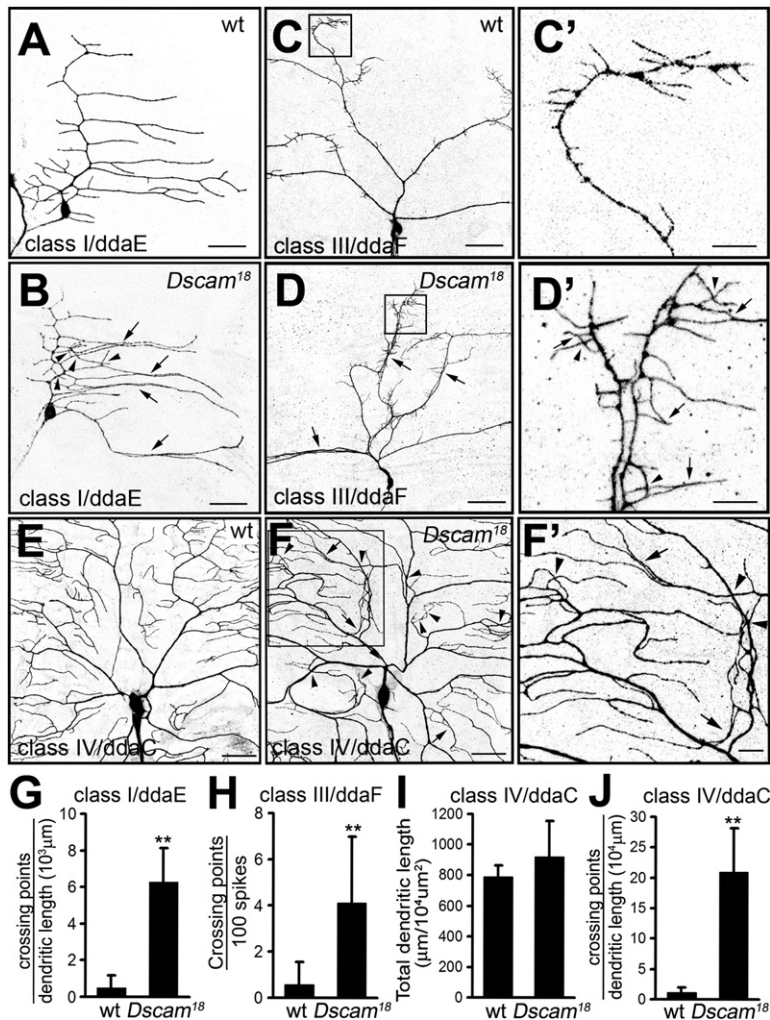 A wt C wt C'
class I/ddaE class III/ddaF
B Dscam18 D Dscam18 D'
class I/ddaE class III/ddaF
E wt F Dscam18 F'
class IV/ddaC class IV/ddaC
G class I/ddaE
crossing points
dendritic length (103µm)
8
6
4
2
0
**
wt Dscam18
H class III/ddaF
Crossing points
100 spikes
8
6
4
2
0
**
wt Dscam18
I class IV/ddaC
Total dendritic length
(µm/104um2)
1200
1000
800
600
400
200
0
wt Dscam18
J class IV/ddaC
crossing points
dendritic length (104µm)
30
25
20
15
10
5
0
**
wt Dscam18